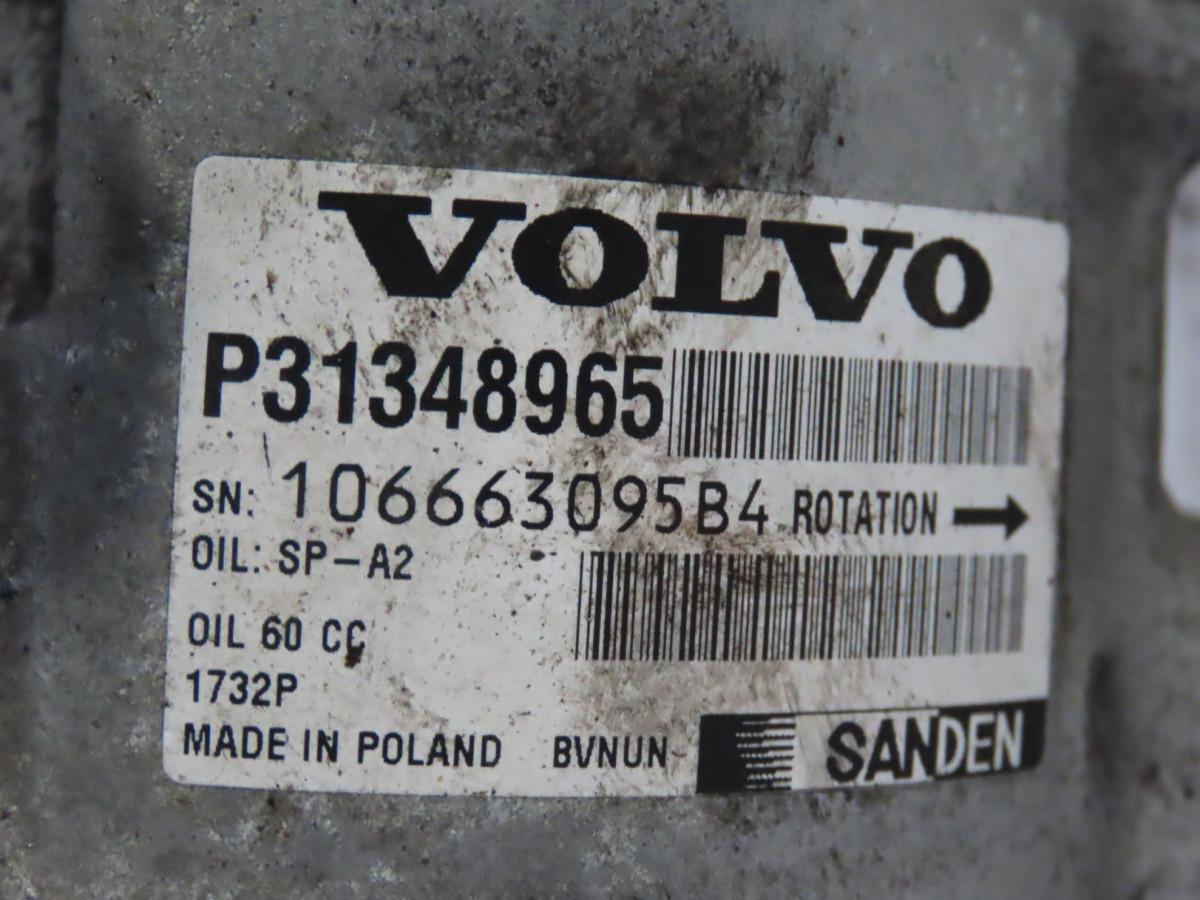 VOLVO
P31348965
SN: 106663095B4 ROTATION →
OIL: SP-A2
OIL 60 CC
1732P
MADE IN POLAND BVNUN SANDEN